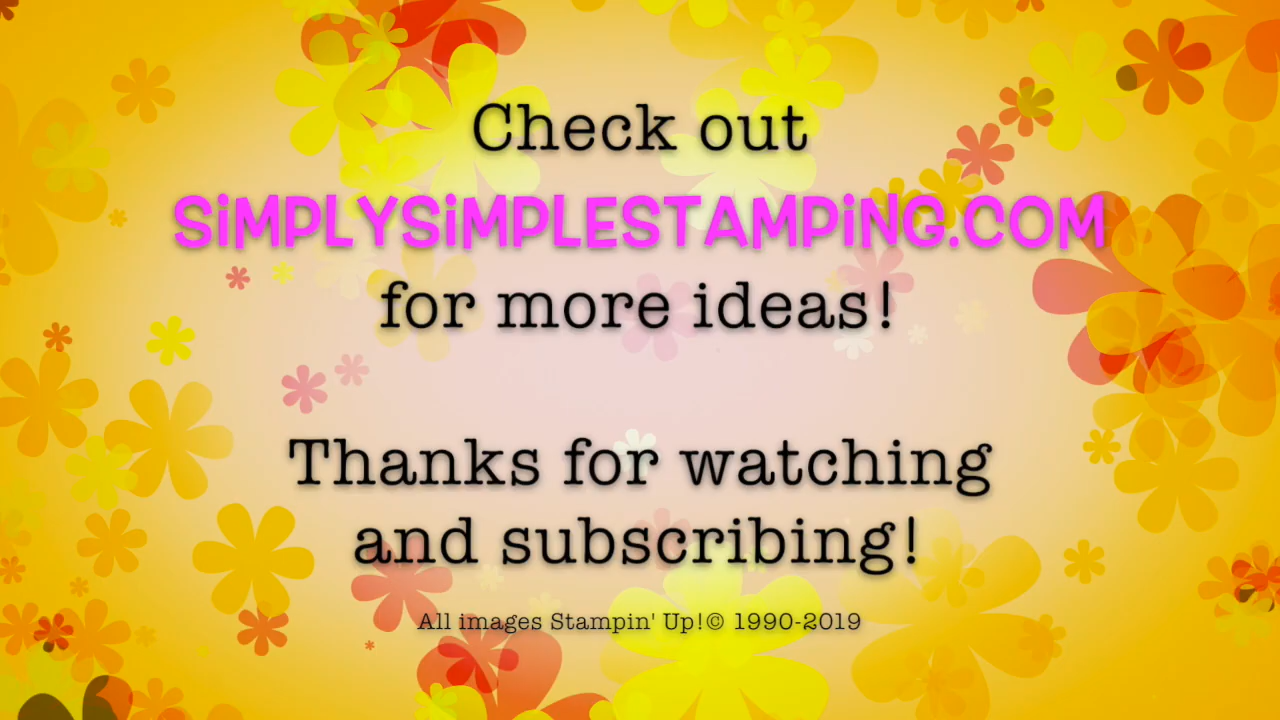 Check out
SiMPLYSiMPLESTAMPiNG.COM
for more ideas!
Thanks for watching
and subscribing!
All images Stampin' Up!© 1990-2019